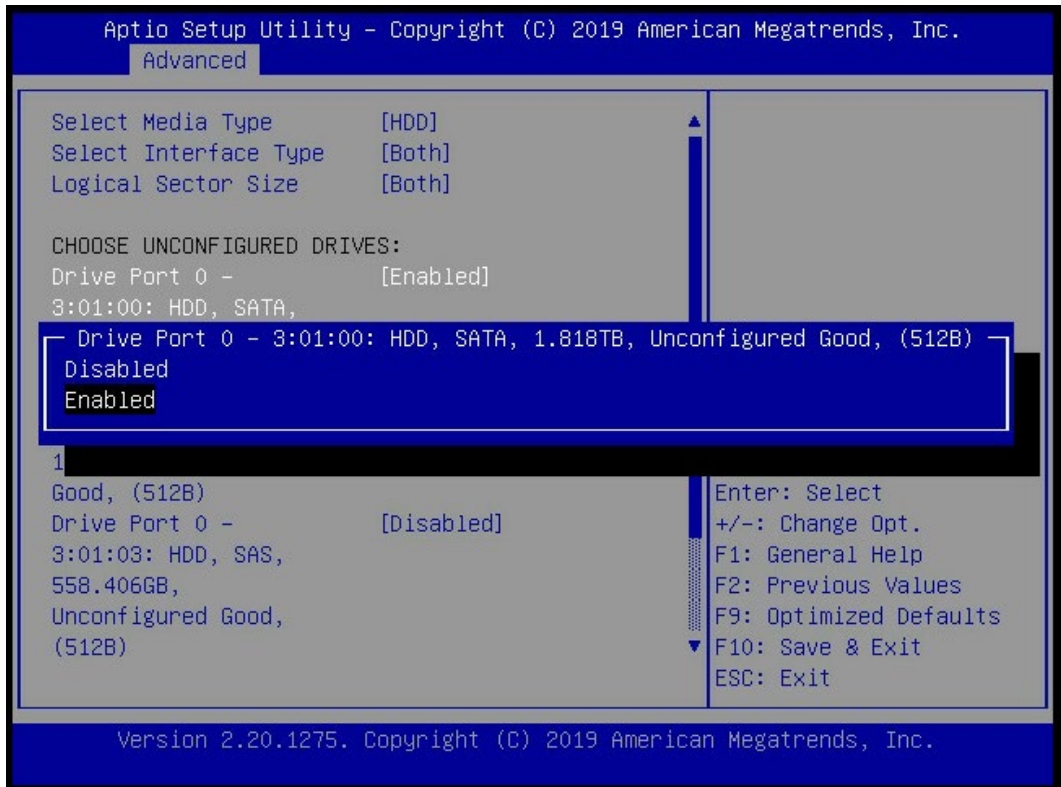 Aptio Setup Utility – Copyright (C) 2019 American Megatrends, Inc.
Advanced
Select Media Type [HDD]
Select Interface Type [Both]
Logical Sector Size [Both]
CHOOSE UNCONFIGURED DRIVES:
Drive Port 0 – [Enabled]
3:01:00: HDD, SATA,
Drive Port 0 – 3:01:00: HDD, SATA, 1.818TB, Unconfigured Good, (512B)
Disabled
Enabled
1
Good, (512B)
Drive Port 0 – [Disabled]
3:01:03: HDD, SAS,
558.406GB,
Unconfigured Good,
(512B)
Enter: Select
+/-: Change Opt.
F1: General Help
F2: Previous Values
F9: Optimized Defaults
F10: Save & Exit
ESC: Exit
Version 2.20.1275. Copyright (C) 2019 American Megatrends, Inc.